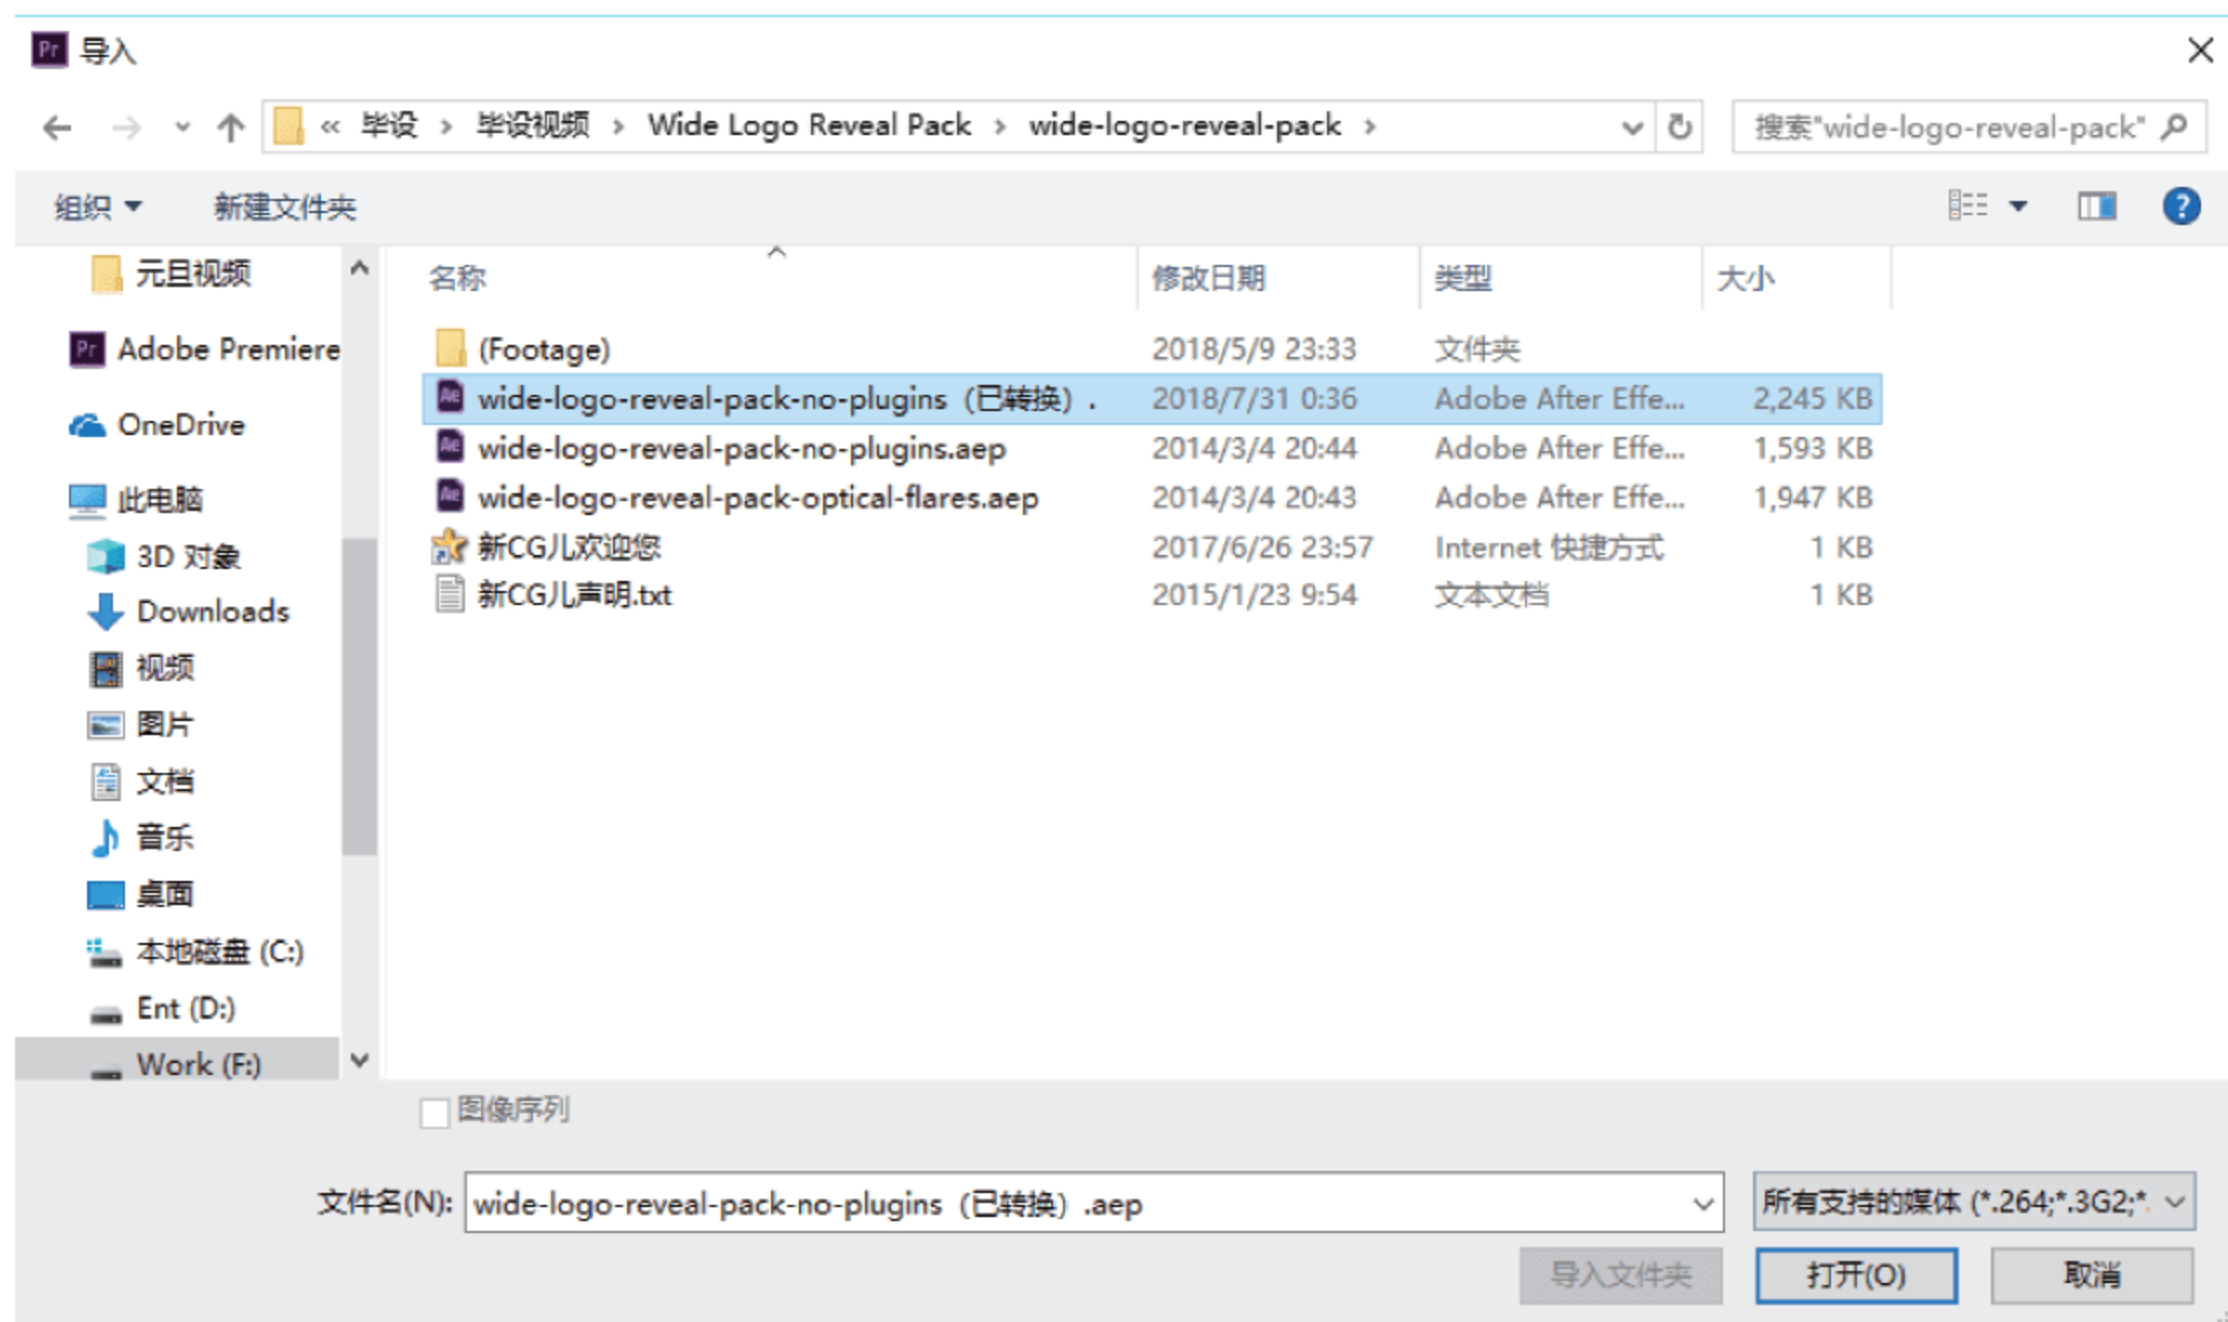 Pr 导入
« 毕设 › 毕设视频 › Wide Logo Reveal Pack › wide-logo-reveal-pack ›
搜索"wide-logo-reveal-pack"
组织 新建文件夹
?
元旦视频
Pr Adobe Premiere
OneDrive
此电脑
3D 对象
Downloads
视频
图片
文档
音乐
桌面
本地磁盘 (C:)
Ent (D:)
Work (F:)
名称 修改日期 类型 大小
(Footage) 2018/5/9 23:33 文件夹
Ae wide-logo-reveal-pack-no-plugins（已转换）. 2018/7/31 0:36 Adobe After Effe... 2,245 KB
Ae wide-logo-reveal-pack-no-plugins.aep 2014/3/4 20:44 Adobe After Effe... 1,593 KB
Ae wide-logo-reveal-pack-optical-flares.aep 2014/3/4 20:43 Adobe After Effe... 1,947 KB
新CG儿欢迎您 2017/6/26 23:57 Internet 快捷方式 1 KB
新CG儿声明.txt 2015/1/23 9:54 文本文档 1 KB
图像序列
文件名(N): wide-logo-reveal-pack-no-plugins（已转换）.aep
所有支持的媒体 (*.264;*.3G2;*.
导入文件夹 打开(O) 取消